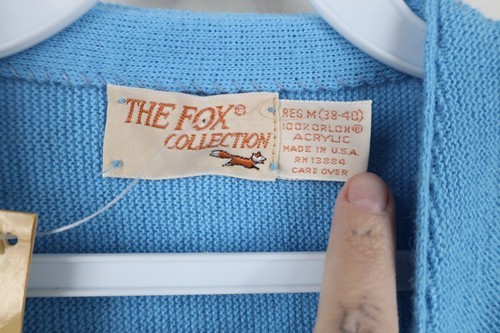 THE FOX®
COLLECTION
REG. M (38-40)
100% ORLON®
ACRYLIC
MADE IN U.S.A.
RN 13884
CARE OVER